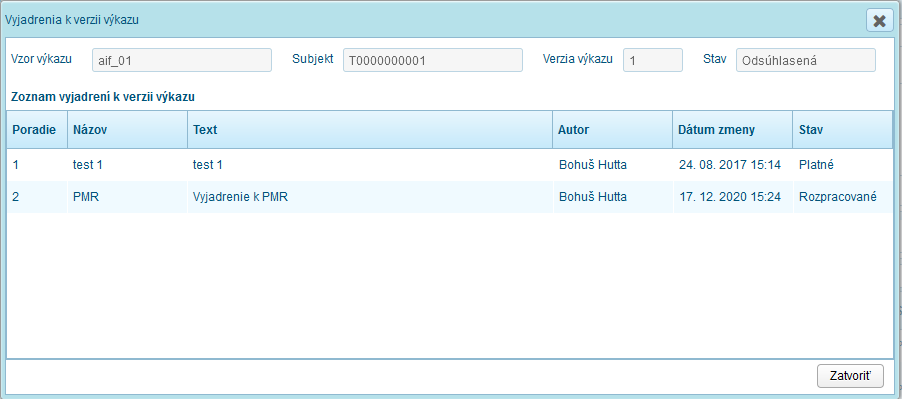 Vyjadrenia k verzii výkazu
Vzor výkazu aif_01 Subjekt T0000000001 Verzia výkazu 1 Stav Odsúhlasená
Zoznam vyjadrení k verzii výkazu
Poradie Názov Text Autor Dátum zmeny Stav
1 test 1 test 1 Bohuš Hutta 24. 08. 2017 15:14 Platné
2 PMR Vyjadrenie k PMR Bohuš Hutta 17. 12. 2020 15:24 Rozpracované
Zatvoriť